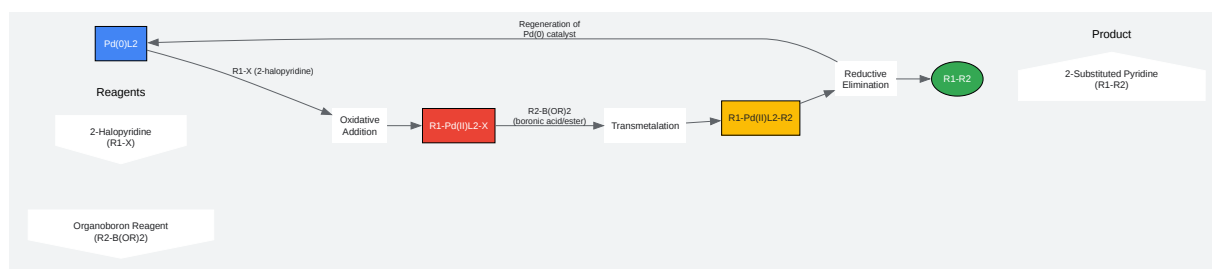 Regeneration of
Pd(0) catalyst
Pd(0)L2
Product
R1-X (2-halopyridine)
Reductive
Elimination
R1-R2
2-Substituted Pyridine
(R1-R2)
Reagents
2-Halopyridine
(R1-X)
Oxidative
Addition
R1-Pd(II)L2-X
R2-B(OR)2
(boronic acid/ester)
Transmetalation
R1-Pd(II)L2-R2
Organoboron Reagent
(R2-B(OR)2)